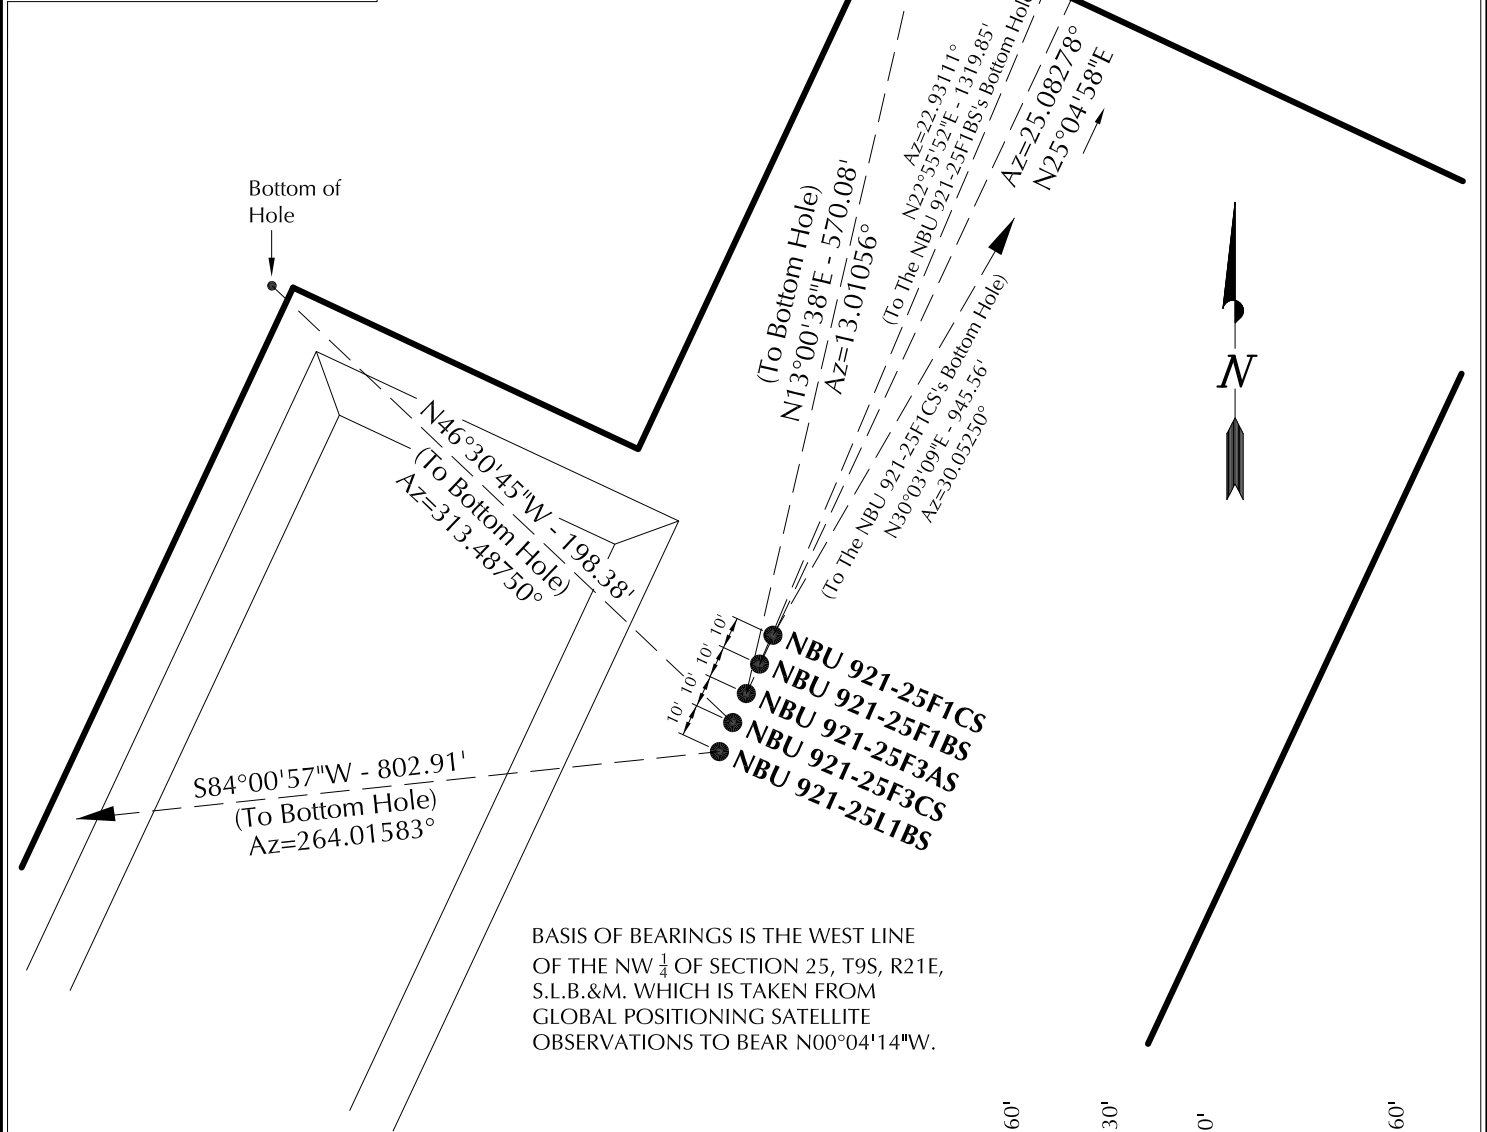 Bottom of
Hole
N46°30'45"W - 198.38'
(To Bottom Hole)
Az=313.48750°
S84°00'57"W - 802.91'
(To Bottom Hole)
Az=264.01583°
(To Bottom Hole)
N13°00'38"E - 570.08'
Az=13.01056°
Az=22.93111°
N22°55'52"E - 1319.85'
(To The NBU 921-25F1BS's Bottom Hole
Az=25.08278°
N25°04'58"E
(To The NBU 921-25F1CS's Bottom Hole)
N30°03'09"E - 945.56'
Az=30.05250°
N
10'
10'
10'
10'
NBU 921-25F1CS
NBU 921-25F1BS
NBU 921-25F3AS
NBU 921-25F3CS
NBU 921-25L1BS
BASIS OF BEARINGS IS THE WEST LINE
OF THE NW 1/4 OF SECTION 25, T9S, R21E,
S.L.B.&M. WHICH IS TAKEN FROM
GLOBAL POSITIONING SATELLITE
OBSERVATIONS TO BEAR N00°04'14"W.
60'
30'
0'
60'